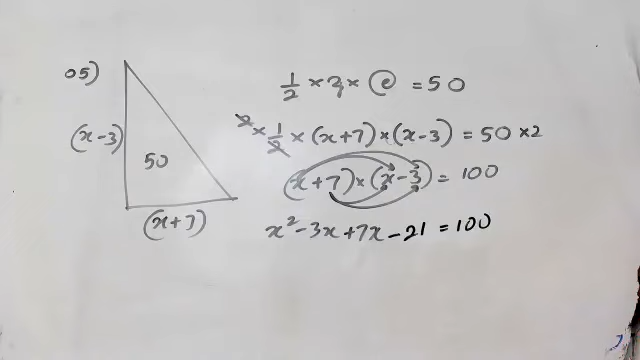 05)
(x-3)
50
(x+7)
1/2 × දි × උ = 50
2 × 1/2 × (x+7) × (x-3) = 50 × 2
(x+7) × (x-3) = 100
x² - 3x + 7x - 21 = 100